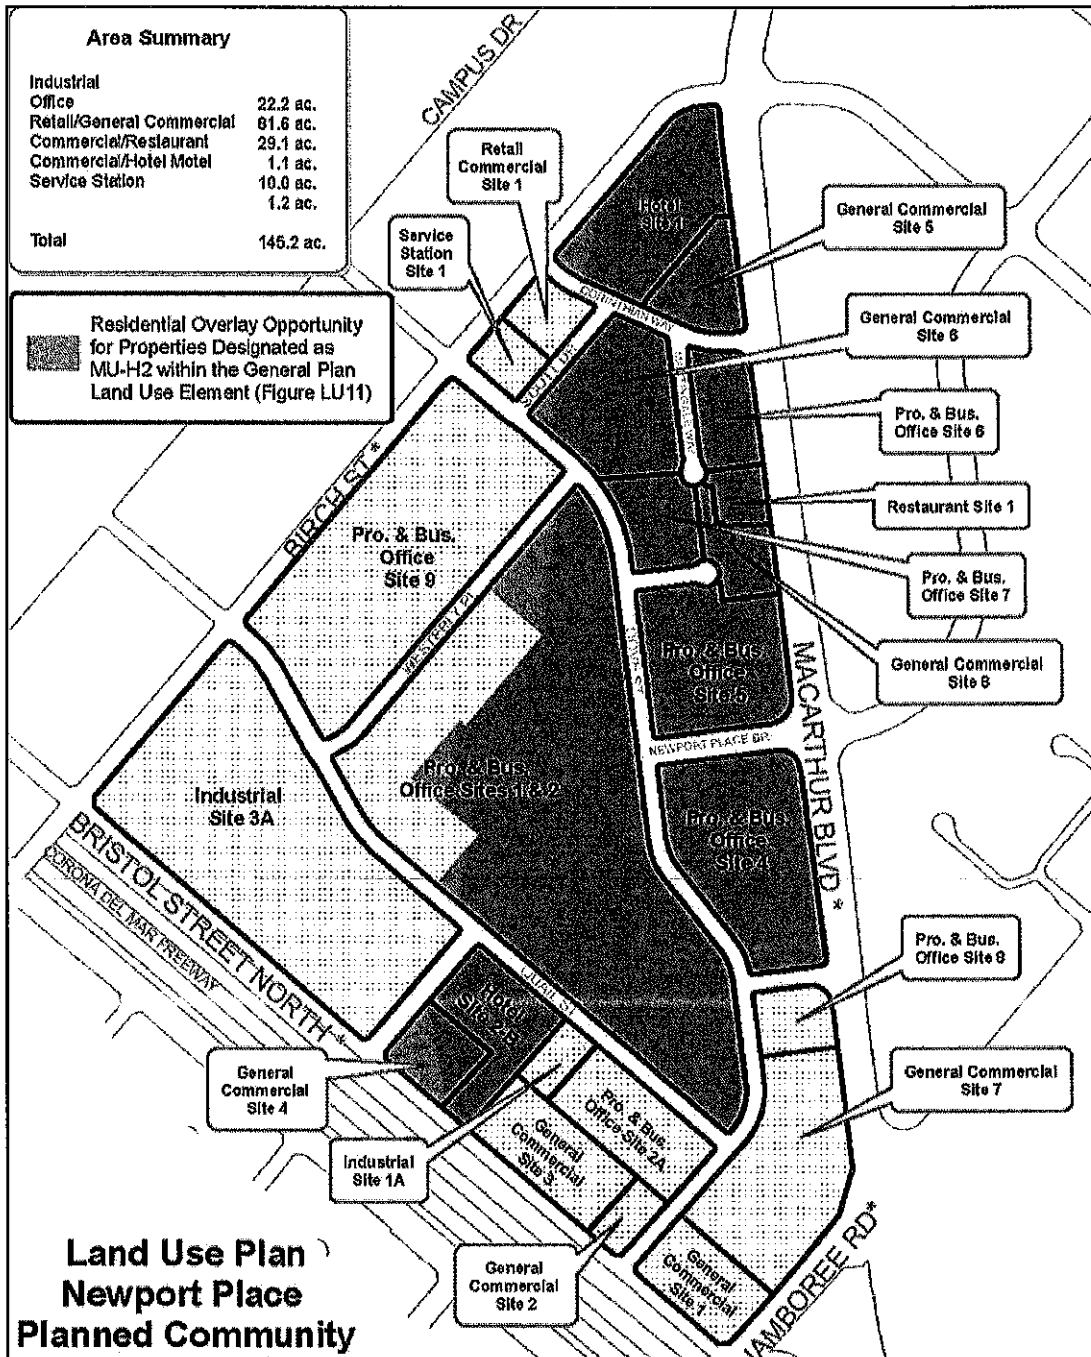 Area Summary
Industrial
Office 22.2 ac.
Retail/General Commercial 81.6 ac.
Commercial/Restaurant 29.1 ac.
Commercial/Hotel Motel 1.1 ac.
Service Station 10.0 ac.
1.2 ac.
Total 145.2 ac.
Residential Overlay Opportunity
for Properties Designated as
MU-H2 within the General Plan
Land Use Element (Figure LU11)
CAMPUS DR
Retail
Commercial
Site 1
Service
Station
Site 1
Hotel
Site 1
General Commercial
Site 5
CORINTHIAN WAY
SCOTT DR
General Commercial
Site 6
Pro. & Bus.
Office Site 6
Restaurant Site 1
Pro. & Bus.
Office Site 7
General Commercial
Site 8
BIRCH ST *
Pro. & Bus.
Office
Site 9
WESTERLY PL
DOVE ST
Pro. & Bus.
Office
Site 5
MACARTHUR BLVD *
NEWPORT PLACE DR
Pro. & Bus.
Office Sites 1 & 2
Industrial
Site 3A
Pro. & Bus.
Office
Site 4
BRISTOL STREET NORTH *
CORONA DEL MAR FREEWAY
QUAIL ST
Hotel
Site 2-B
Pro. & Bus.
Office Site 8
General
Commercial
Site 4
General Commercial
Site 7
Industrial
Site 1A
Pro. & Bus.
Office Site 2A
General
Commercial
Site 3
General
Commercial
Site 2
General
Commercial
Site 1
JAMBOREE RD*
Land Use Plan
Newport Place
Planned Community